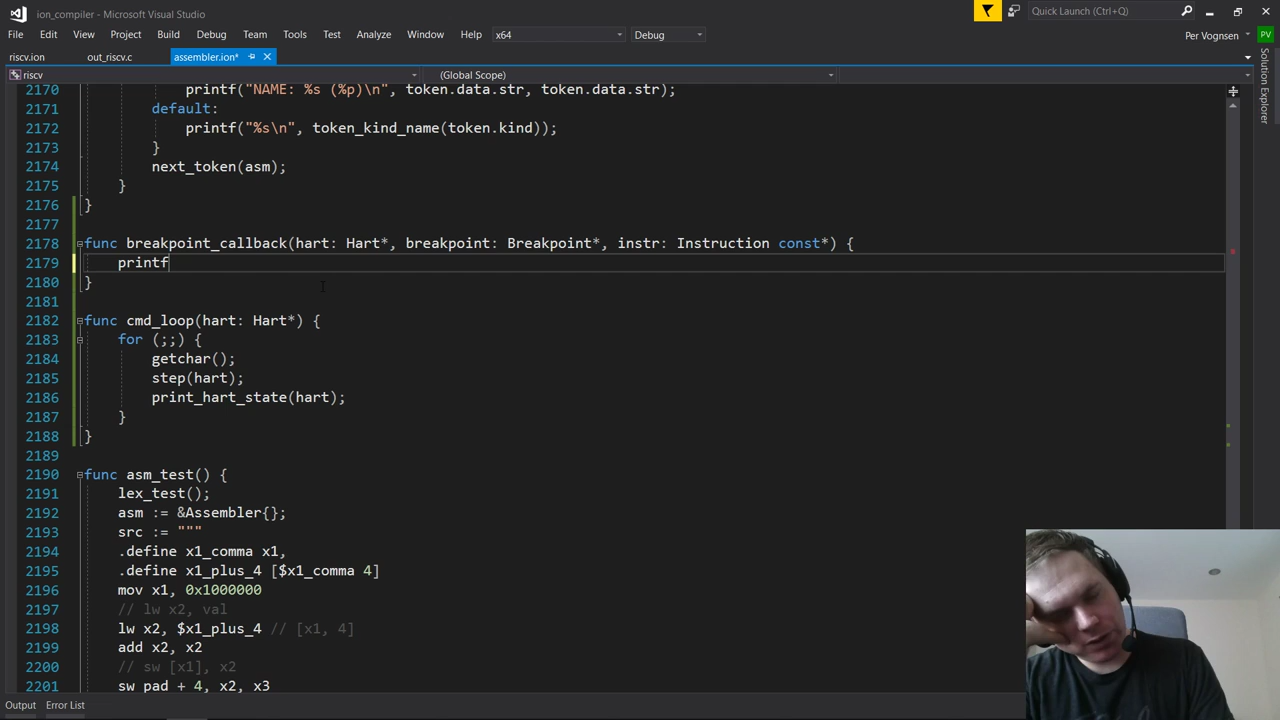 ion_compiler - Microsoft Visual Studio
Quick Launch (Ctrl+Q)
File Edit View Project Build Debug Team Tools Test Analyze Window Help x64 Debug Per Vognsen PV
riscv.ion out_riscv.c assembler.ion*
riscv (Global Scope)
Solution Explorer
2170 printf("NAME: %s (%p)\n", token.data.str, token.data.str);
2171 default:
2172 printf("%s\n", token_kind_name(token.kind));
2173 }
2174 next_token(asm);
2175 }
2176 }
2177
2178 func breakpoint_callback(hart: Hart*, breakpoint: Breakpoint*, instr: Instruction const*) {
2179 printf
2180 }
2181
2182 func cmd_loop(hart: Hart*) {
2183 for (;;) {
2184 getchar();
2185 step(hart);
2186 print_hart_state(hart);
2187 }
2188 }
2189
2190 func asm_test() {
2191 lex_test();
2192 asm := &Assembler{};
2193 src := """
2194 .define x1_comma x1,
2195 .define x1_plus_4 [$x1_comma 4]
2196 mov x1, 0x1000000
2197 // lw x2, val
2198 lw x2, $x1_plus_4 // [x1, 4]
2199 add x2, x2
2200 // sw [x1], x2
2201 sw pad + 4, x2, x3
Output Error List